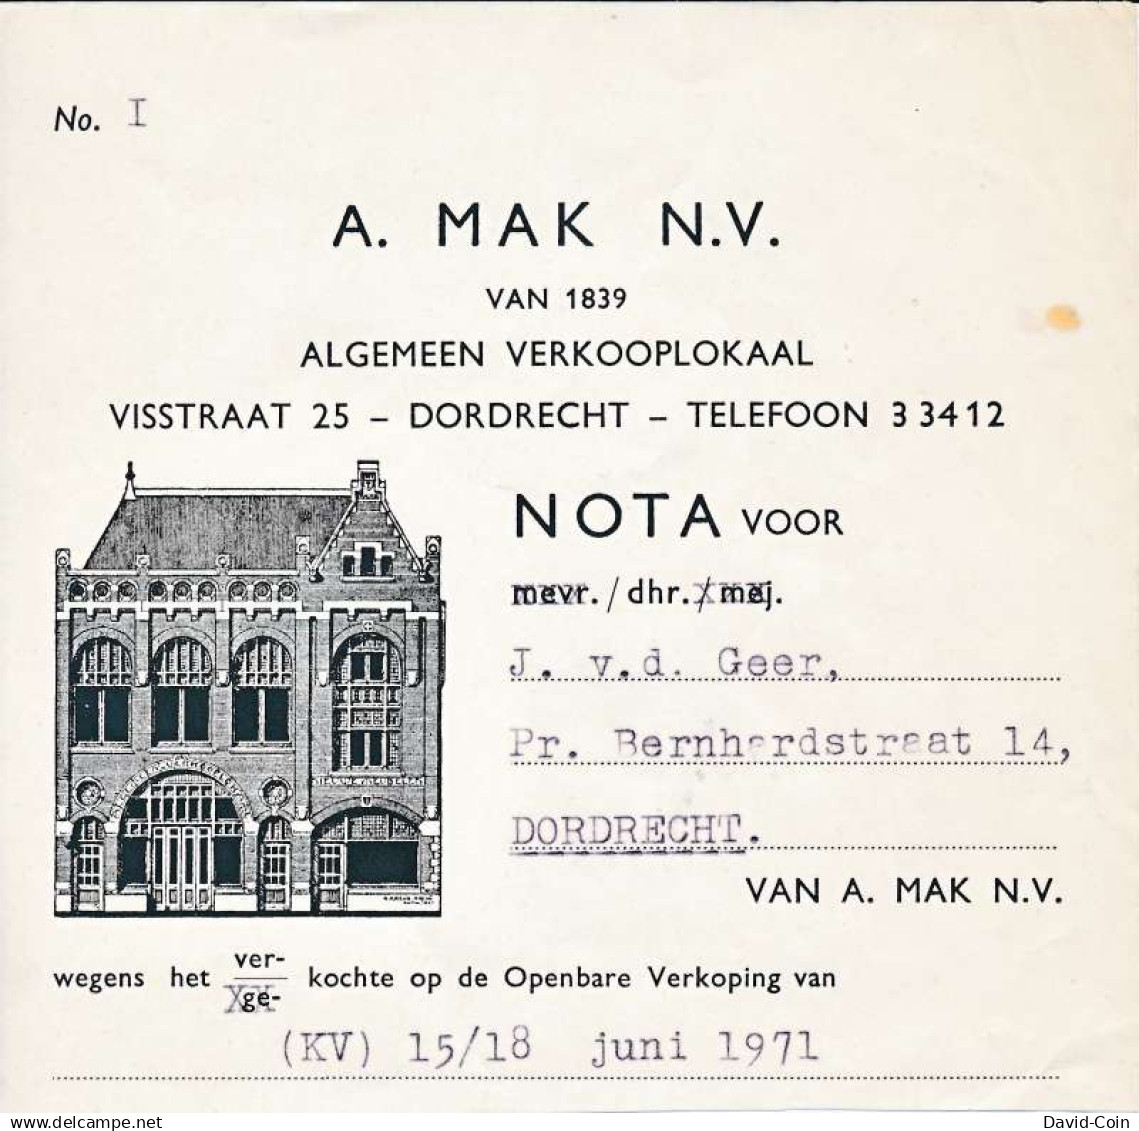 No. I
A. MAK N.V.
VAN 1839
ALGEMEEN VERKOOPLOKAAL
VISSTRAAT 25 – DORDRECHT – TELEFOON 3 3412
NOTA VOOR
mevr. / dhr. / mej.
J. v.d. Geer,
Pr. Bernhardstraat 14,
DORDRECHT.
VAN A. MAK N.V.
wegens het ver-/ge- kochte op de Openbare Verkoping van
(KV) 15/18 juni 1971
www.delcampe.net
David-Coin